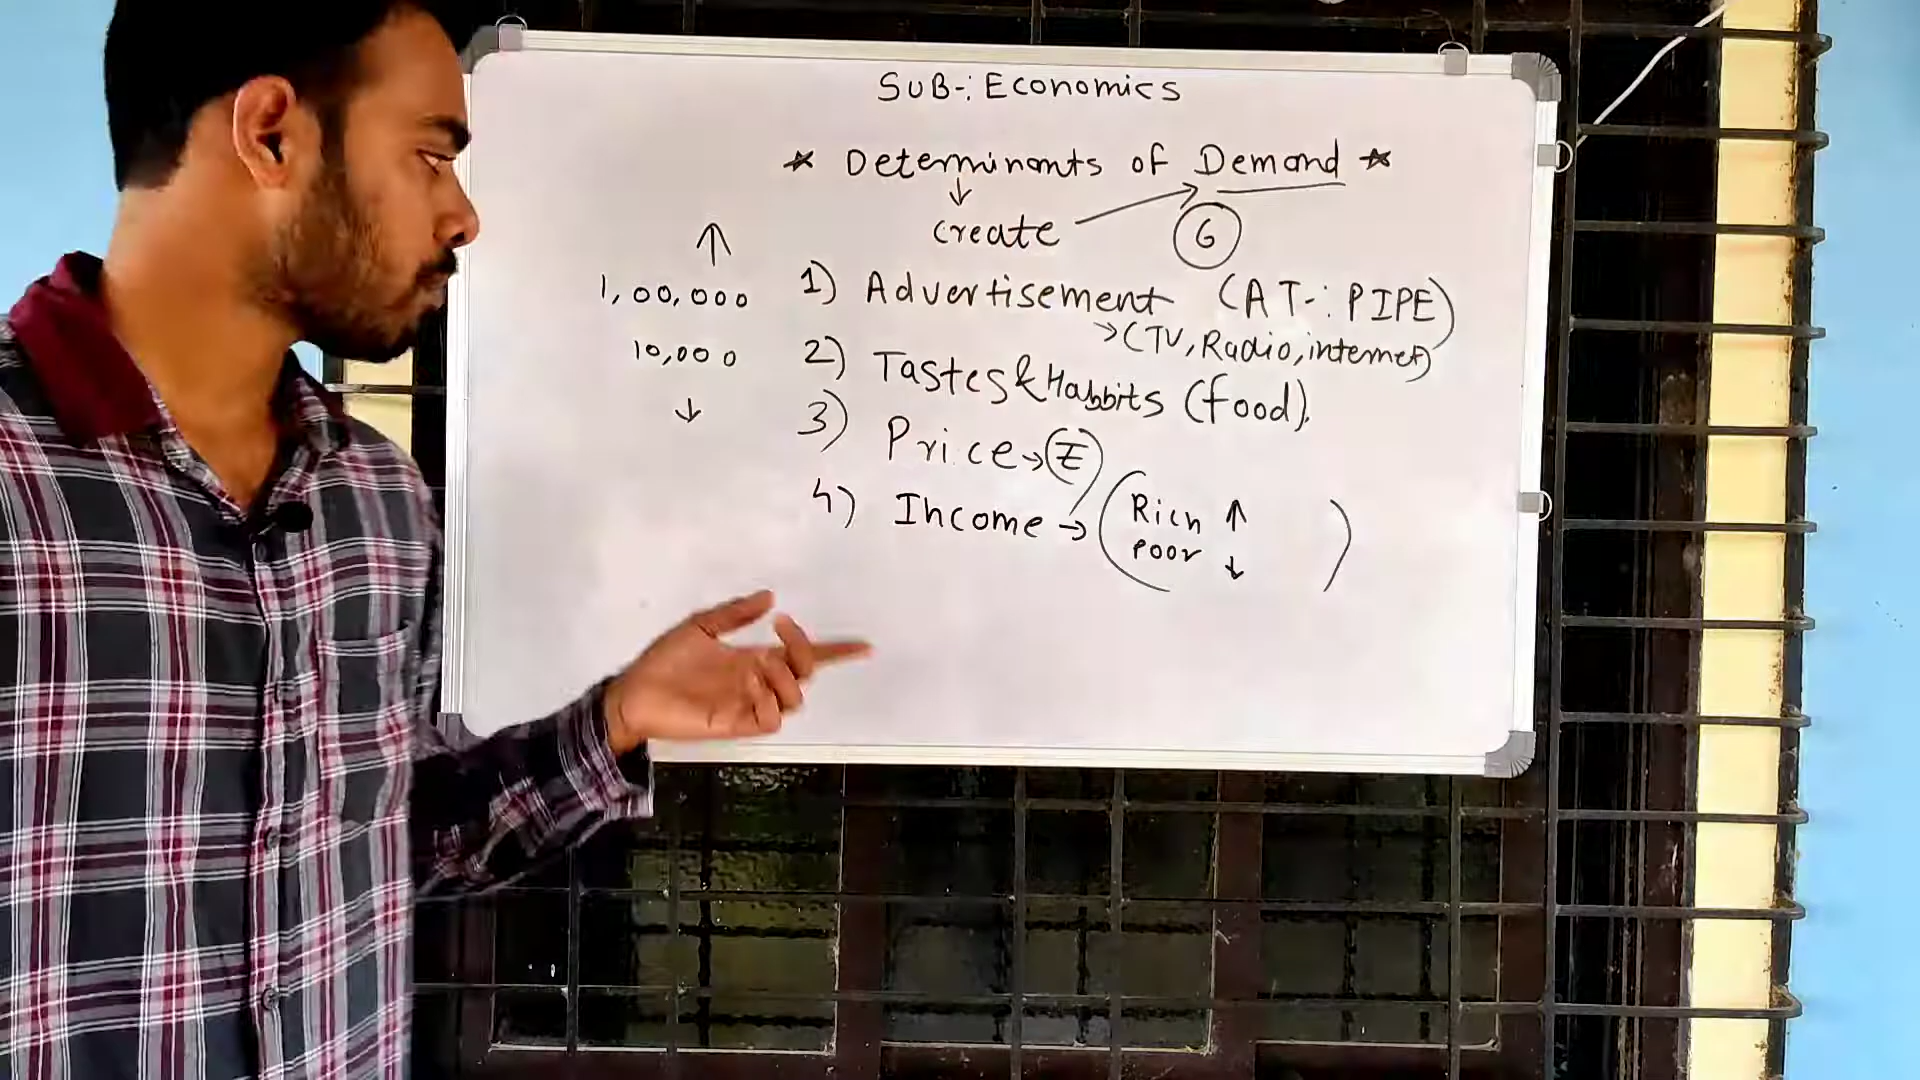 SUB-: Economics
* Determinants of Demand *
↓
create →
6
↑
1,00,000
10,000
↓
1) Advertisement (AT-: PIPE)
→(TV, Radio, internet)
2) Tastes & Habbits (food).
3) Price →
4) Income → (Rich ↑
Poor ↓ )